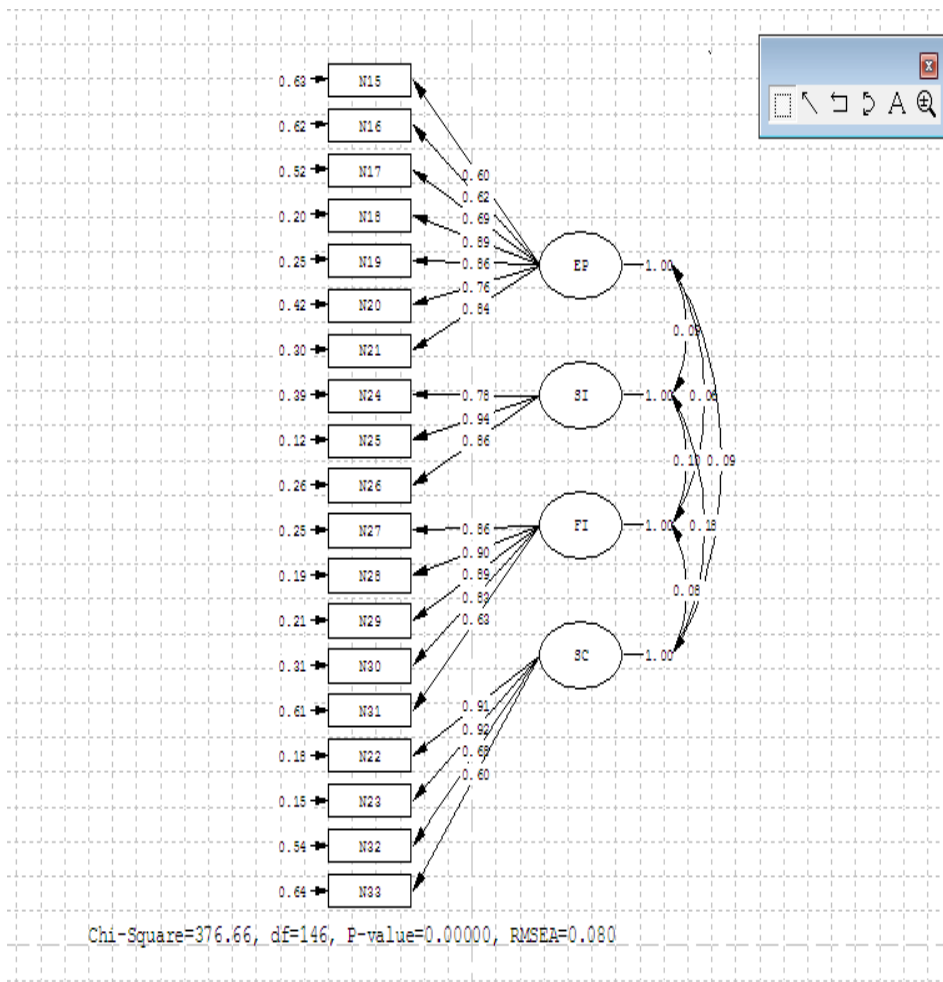 0.63 N15
0.62 N16
0.52 N17
0.20 N18
0.25 N19
0.42 N20
0.30 N21
0.39 N24
0.12 N25
0.26 N26
0.25 N27
0.19 N28
0.21 N29
0.31 N30
0.61 N31
0.18 N22
0.15 N23
0.54 N32
0.64 N33
0.60
0.62
0.69
0.89
0.86
0.76
0.84
0.78
0.94
0.86
0.86
0.90
0.89
0.83
0.63
0.91
0.92
0.68
0.60
EP 1.00
SI 1.00
FI 1.00
SC 1.00
0.10 0.09
0.18
0.08
A
Chi-Square=376.66, df=146, P-value=0.00000, RMSEA=0.080